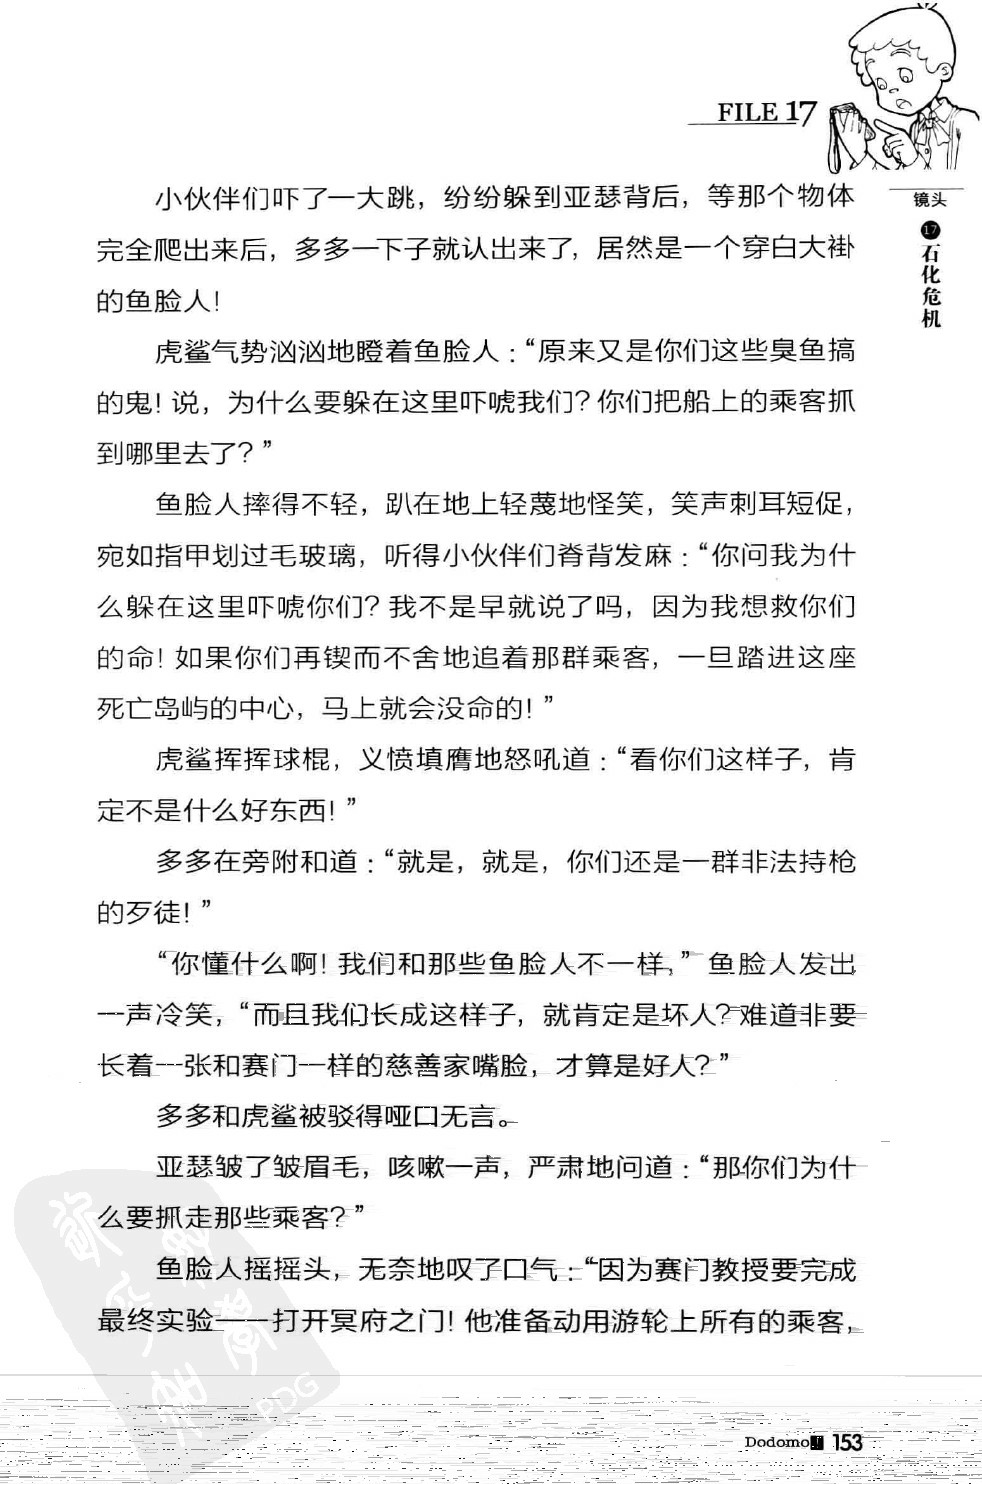 FILE 17
镜头
17
石化危机
小伙伴们吓了一大跳，纷纷躲到亚瑟背后，等那个物体
完全爬出来后，多多一下子就认出来了，居然是一个穿白大褂
的鱼脸人！
虎鲨气势汹汹地瞪着鱼脸人：“原来又是你们这些臭鱼搞
的鬼！说，为什么要躲在这里吓唬我们？你们把船上的乘客抓
到哪里去了？”
鱼脸人摔得不轻，趴在地上轻蔑地怪笑，笑声刺耳短促，
宛如指甲划过毛玻璃，听得小伙伴们脊背发麻：“你问我为什
么躲在这里吓唬你们？我不是早就说了吗，因为我想救你们
的命！如果你们再锲而不舍地追着那群乘客，一旦踏进这座
死亡岛屿的中心，马上就会没命的！”
虎鲨挥挥球棍，义愤填膺地怒吼道：“看你们这样子，肯
定不是什么好东西！”
多多在旁附和道：“就是，就是，你们还是一群非法持枪
的歹徒！”
“你懂什么啊！我们和那些鱼脸人不一样，”鱼脸人发出
一声冷笑，“而且我们长成这样子，就肯定是坏人？难道非要
长着一张和赛门一样的慈善家嘴脸，才算是好人？”
多多和虎鲨被驳得哑口无言。
亚瑟皱了皱眉毛，咳嗽一声，严肃地问道：“那你们为什
么要抓走那些乘客？”
鱼脸人摇摇头，无奈地叹了口气：“因为赛门教授要完成
最终实验——打开冥府之门！他准备动用游轮上所有的乘客，
PDG
Dodomo 153